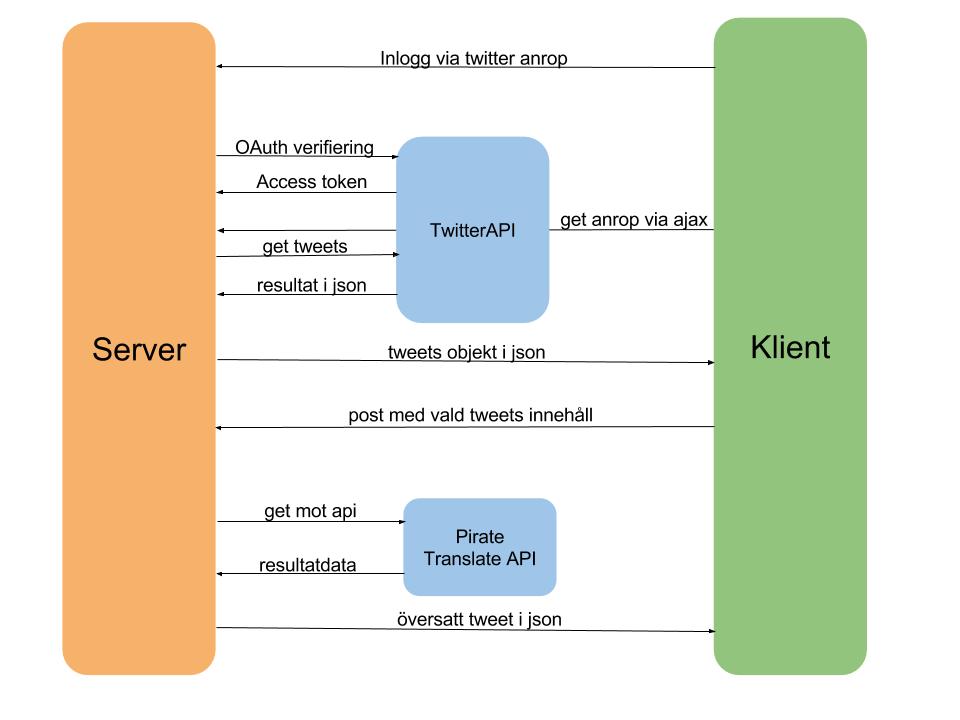 Inlogg via twitter anrop
OAuth verifiering
Access token
TwitterAPI
get anrop via ajax
get tweets
resultat i json
Server
Klient
tweets objekt i json
post med vald tweets innehåll
get mot api
Pirate
Translate API
resultatdata
översatt tweet i json